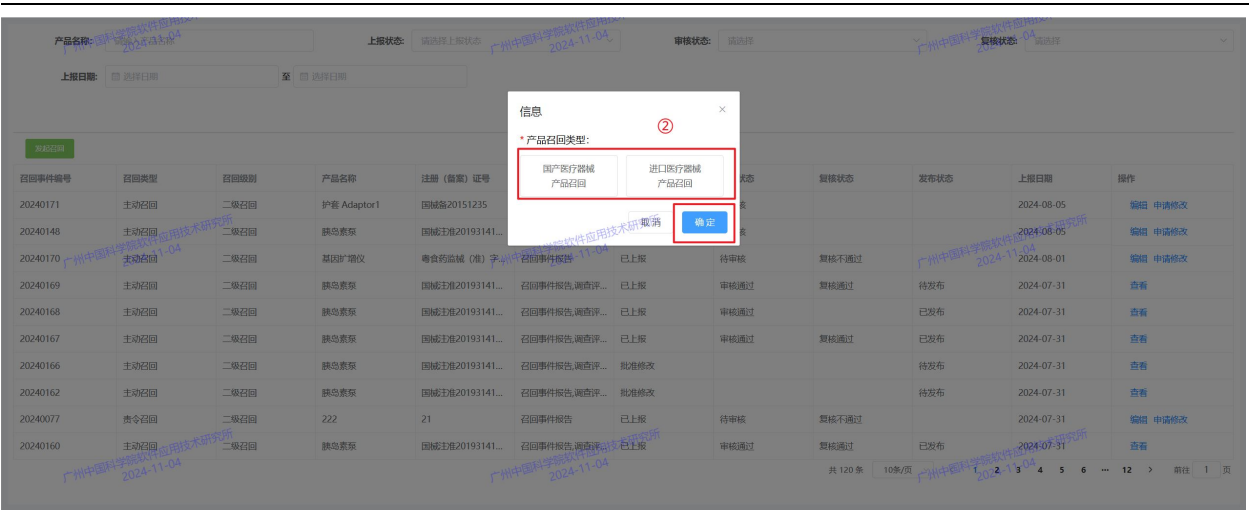 产品名称: 请输入产品名称 上报状态: 请选择上报状态 审核状态: 请选择 复核状态: 请选择
上报日期: 选择日期 至 选择日期
信息 ×
②
* 产品召回类型:
国产医疗器械 进口医疗器械
产品召回 产品召回
取消 确定
发起召回
召回事件编号 召回类型 召回级别 产品名称 注册（备案）证号 状态 复核状态 发布状态 上报日期 操作
20240171 主动召回 二级召回 护套 Adaptor1 国械备20151235 2024-08-05 编辑 申请修改
20240148 主动召回 二级召回 胰岛素泵 国械注准20193141... 2024-08-05 编辑 申请修改
20240170 主动召回 二级召回 基因扩增仪 粤食药监械（准）字... 召回事件报告 已上报 待审核 复核不通过 2024-08-01 编辑 申请修改
20240169 主动召回 二级召回 胰岛素泵 国械注准20193141... 召回事件报告,调查评... 已上报 审核通过 复核通过 待发布 2024-07-31 查看
20240168 主动召回 二级召回 胰岛素泵 国械注准20193141... 召回事件报告,调查评... 已上报 审核通过 已发布 2024-07-31 查看
20240167 主动召回 二级召回 胰岛素泵 国械注准20193141... 召回事件报告,调查评... 已上报 审核通过 复核通过 已发布 2024-07-31 查看
20240166 主动召回 二级召回 胰岛素泵 国械注准20193141... 召回事件报告,调查评... 批准修改 待发布 2024-07-31 查看
20240162 主动召回 二级召回 胰岛素泵 国械注准20193141... 召回事件报告,调查评... 批准修改 待发布 2024-07-31 查看
20240077 责令召回 二级召回 222 21 召回事件报告 已上报 待审核 复核不通过 2024-07-31 编辑 申请修改
20240160 主动召回 二级召回 胰岛素泵 国械注准20193141... 召回事件报告,调查评... 已上报 审核通过 复核通过 已发布 2024-07-31 查看
共 120 条 10条/页 1 2 3 4 5 6 ... 12 > 前往 1 页
广州中国科学院软件应用技术研究所
2024-11-04